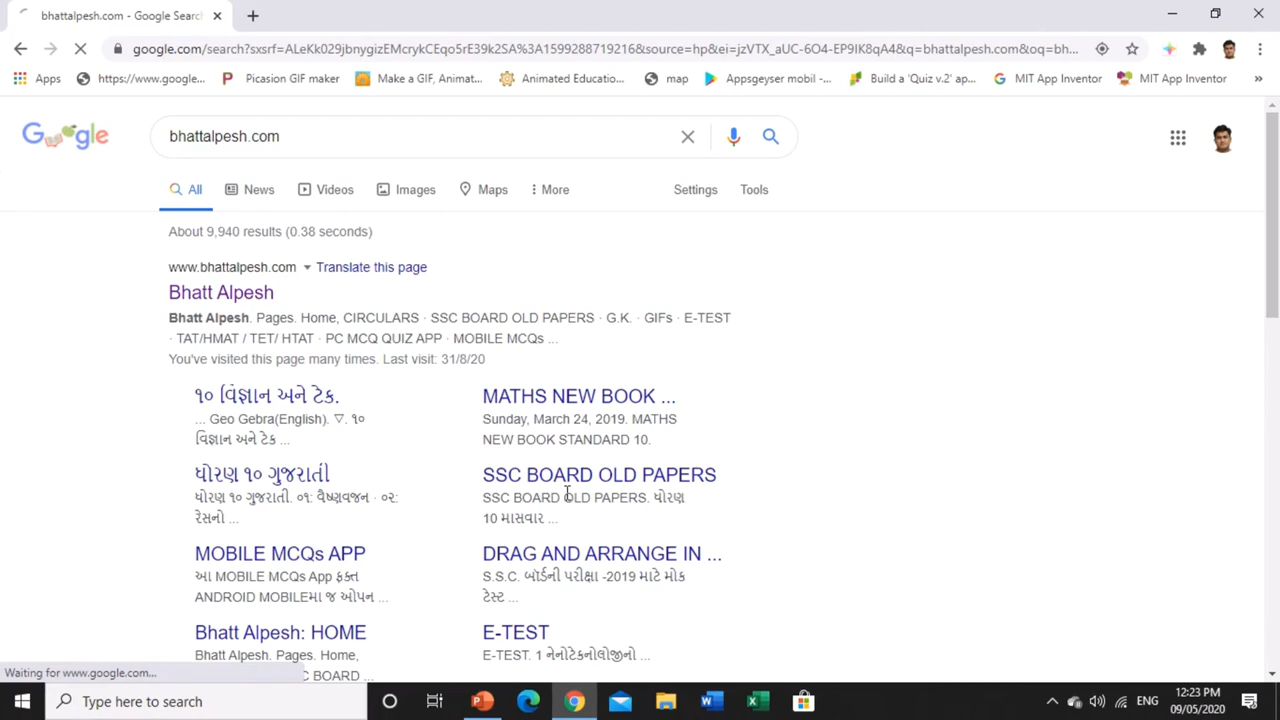 bhattalpesh.com - Google Searc
google.com/search?sxsrf=ALeKk029jbnygizEMcrykCEqo5rE39k2SA%3A1599288719216&source=hp&ei=jzVTX_aUC-6O4-EP9IK8qA4&q=bhattalpesh.com&oq=bh...
Apps https://www.google... Picasion GIF maker Make a GIF, Animat... Animated Educatio... map Appsgeyser mobil -... Build a 'Quiz v.2' ap... MIT App Inventor MIT App Inventor »
Google bhattalpesh.com
All News Videos Images Maps More Settings Tools
About 9,940 results (0.38 seconds)
www.bhattalpesh.com Translate this page
Bhatt Alpesh
Bhatt Alpesh. Pages. Home, CIRCULARS · SSC BOARD OLD PAPERS · G.K. · GIFs · E-TEST
· TAT/HMAT / TET/ HTAT · PC MCQ QUIZ APP · MOBILE MCQs ...
You've visited this page many times. Last visit: 31/8/20
૧૦ વિજ્ઞાન અને ટેક.
... Geo Gebra(English). ▽. ૧૦
વિજ્ઞાન અને ટેક ...
MATHS NEW BOOK ...
Sunday, March 24, 2019. MATHS
NEW BOOK STANDARD 10.
ધોરણ ૧૦ ગુજરાતી
ધોરણ ૧૦ ગુજરાતી. ૦૧: વૈષ્ણવજન · ૦૨:
રેસનો ...
SSC BOARD OLD PAPERS
SSC BOARD OLD PAPERS. ધોરણ
10 માસવાર ...
MOBILE MCQs APP
આ MOBILE MCQs App ફક્ત
ANDROID MOBILEમા જ ઓપન ...
DRAG AND ARRANGE IN ...
S.S.C. બૉર્ડની પરીક્ષા -2019 માટે મોક
ટેસ્ટ ...
Bhatt Alpesh: HOME
Bhatt Alpesh. Pages. Home,
C BOARD ...
E-TEST
E-TEST. 1 નેનોટેકનોલોજીનો ...
Waiting for www.google.com...
Type here to search
ENG
12:23 PM
09/05/2020